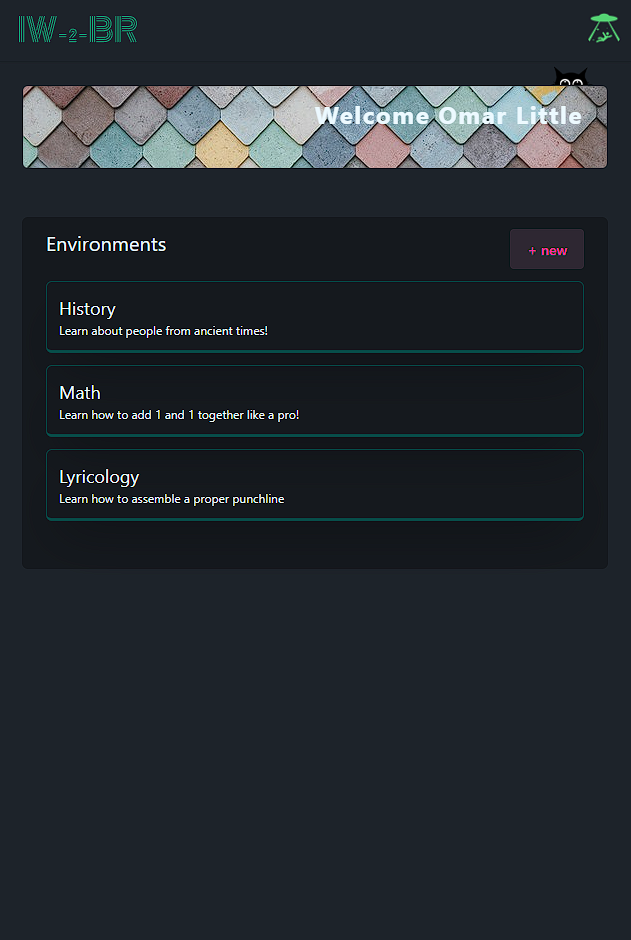 IW-2-BR
Welcome Omar Little
Environments
+ new
History
Learn about people from ancient times!
Math
Learn how to add 1 and 1 together like a pro!
Lyricology
Learn how to assemble a proper punchline